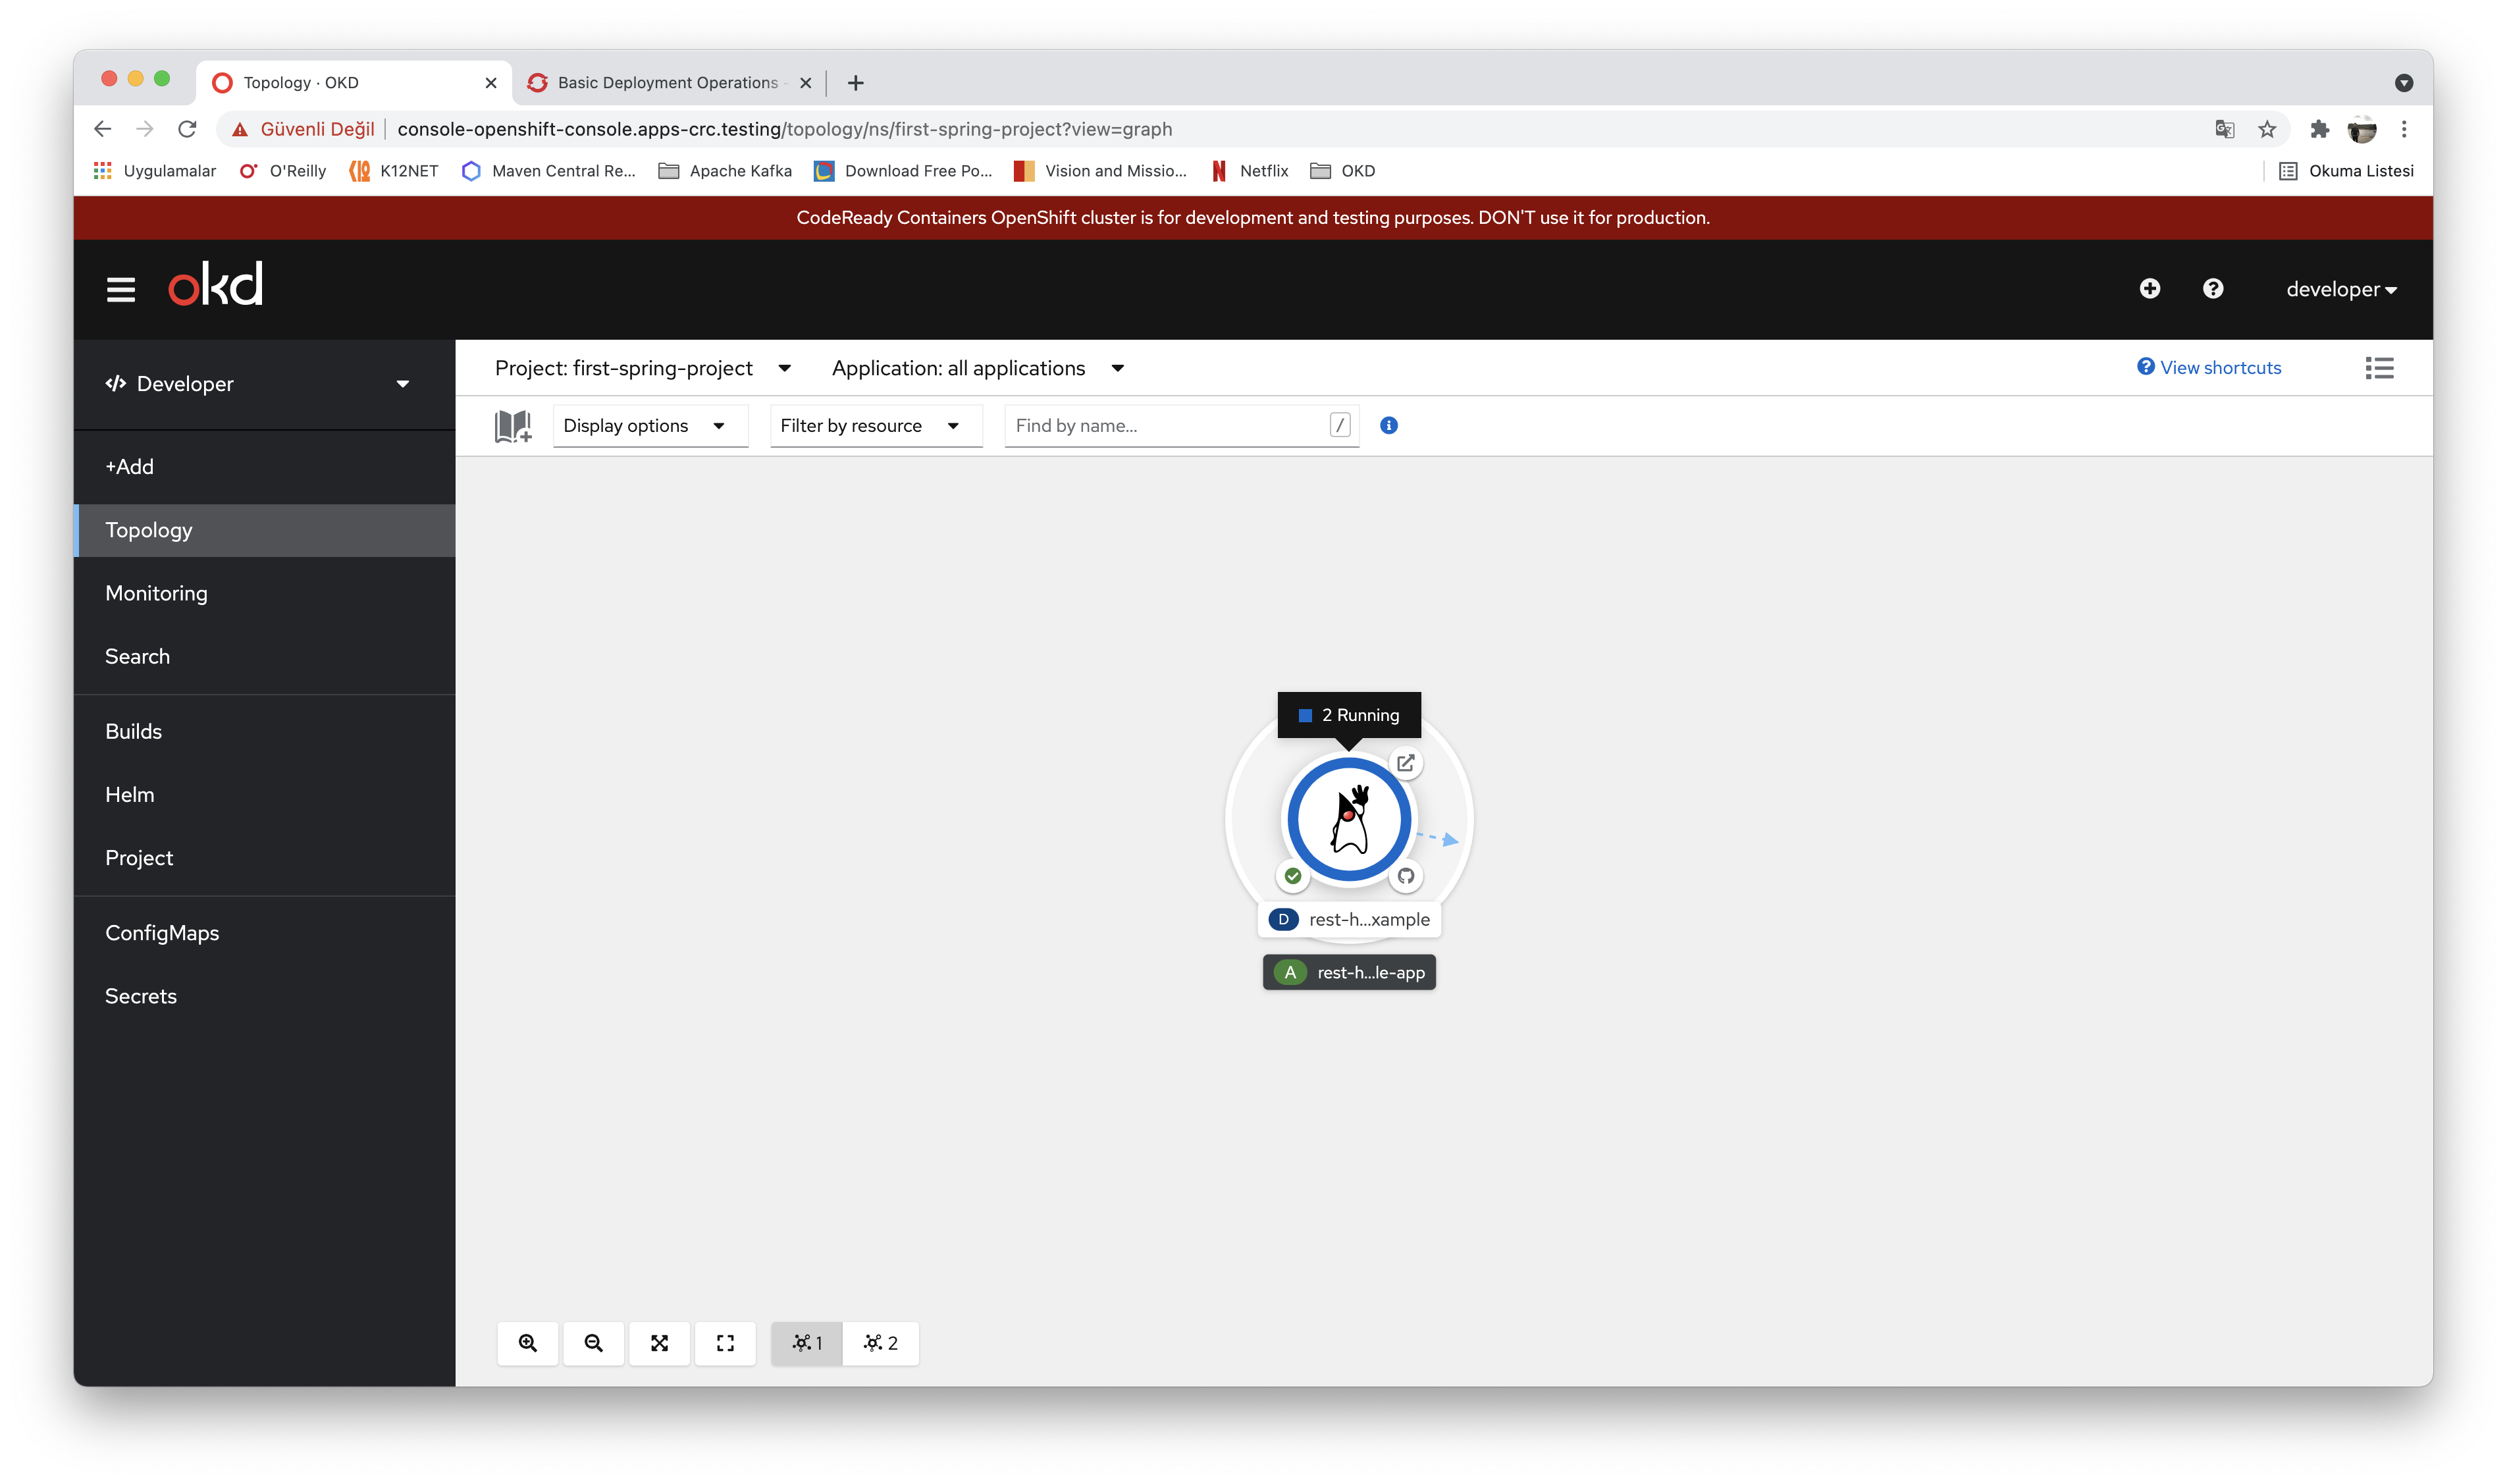 Topology · OKD
Basic Deployment Operations -
Güvenli Değil
console-openshift-console.apps-crc.testing/topology/ns/first-spring-project?view=graph
Uygulamalar
O'Reilly
K12NET
Maven Central Re...
Apache Kafka
Download Free Po...
Vision and Missio...
Netflix
OKD
Okuma Listesi
CodeReady Containers OpenShift cluster is for development and testing purposes. DON'T use it for production.
okd
developer
Developer
Project: first-spring-project
Application: all applications
View shortcuts
Display options
Filter by resource
Find by name...
/
+Add
Topology
Monitoring
Search
Builds
Helm
Project
ConfigMaps
Secrets
2 Running
D rest-h...xample
A rest-h...le-app
1
2